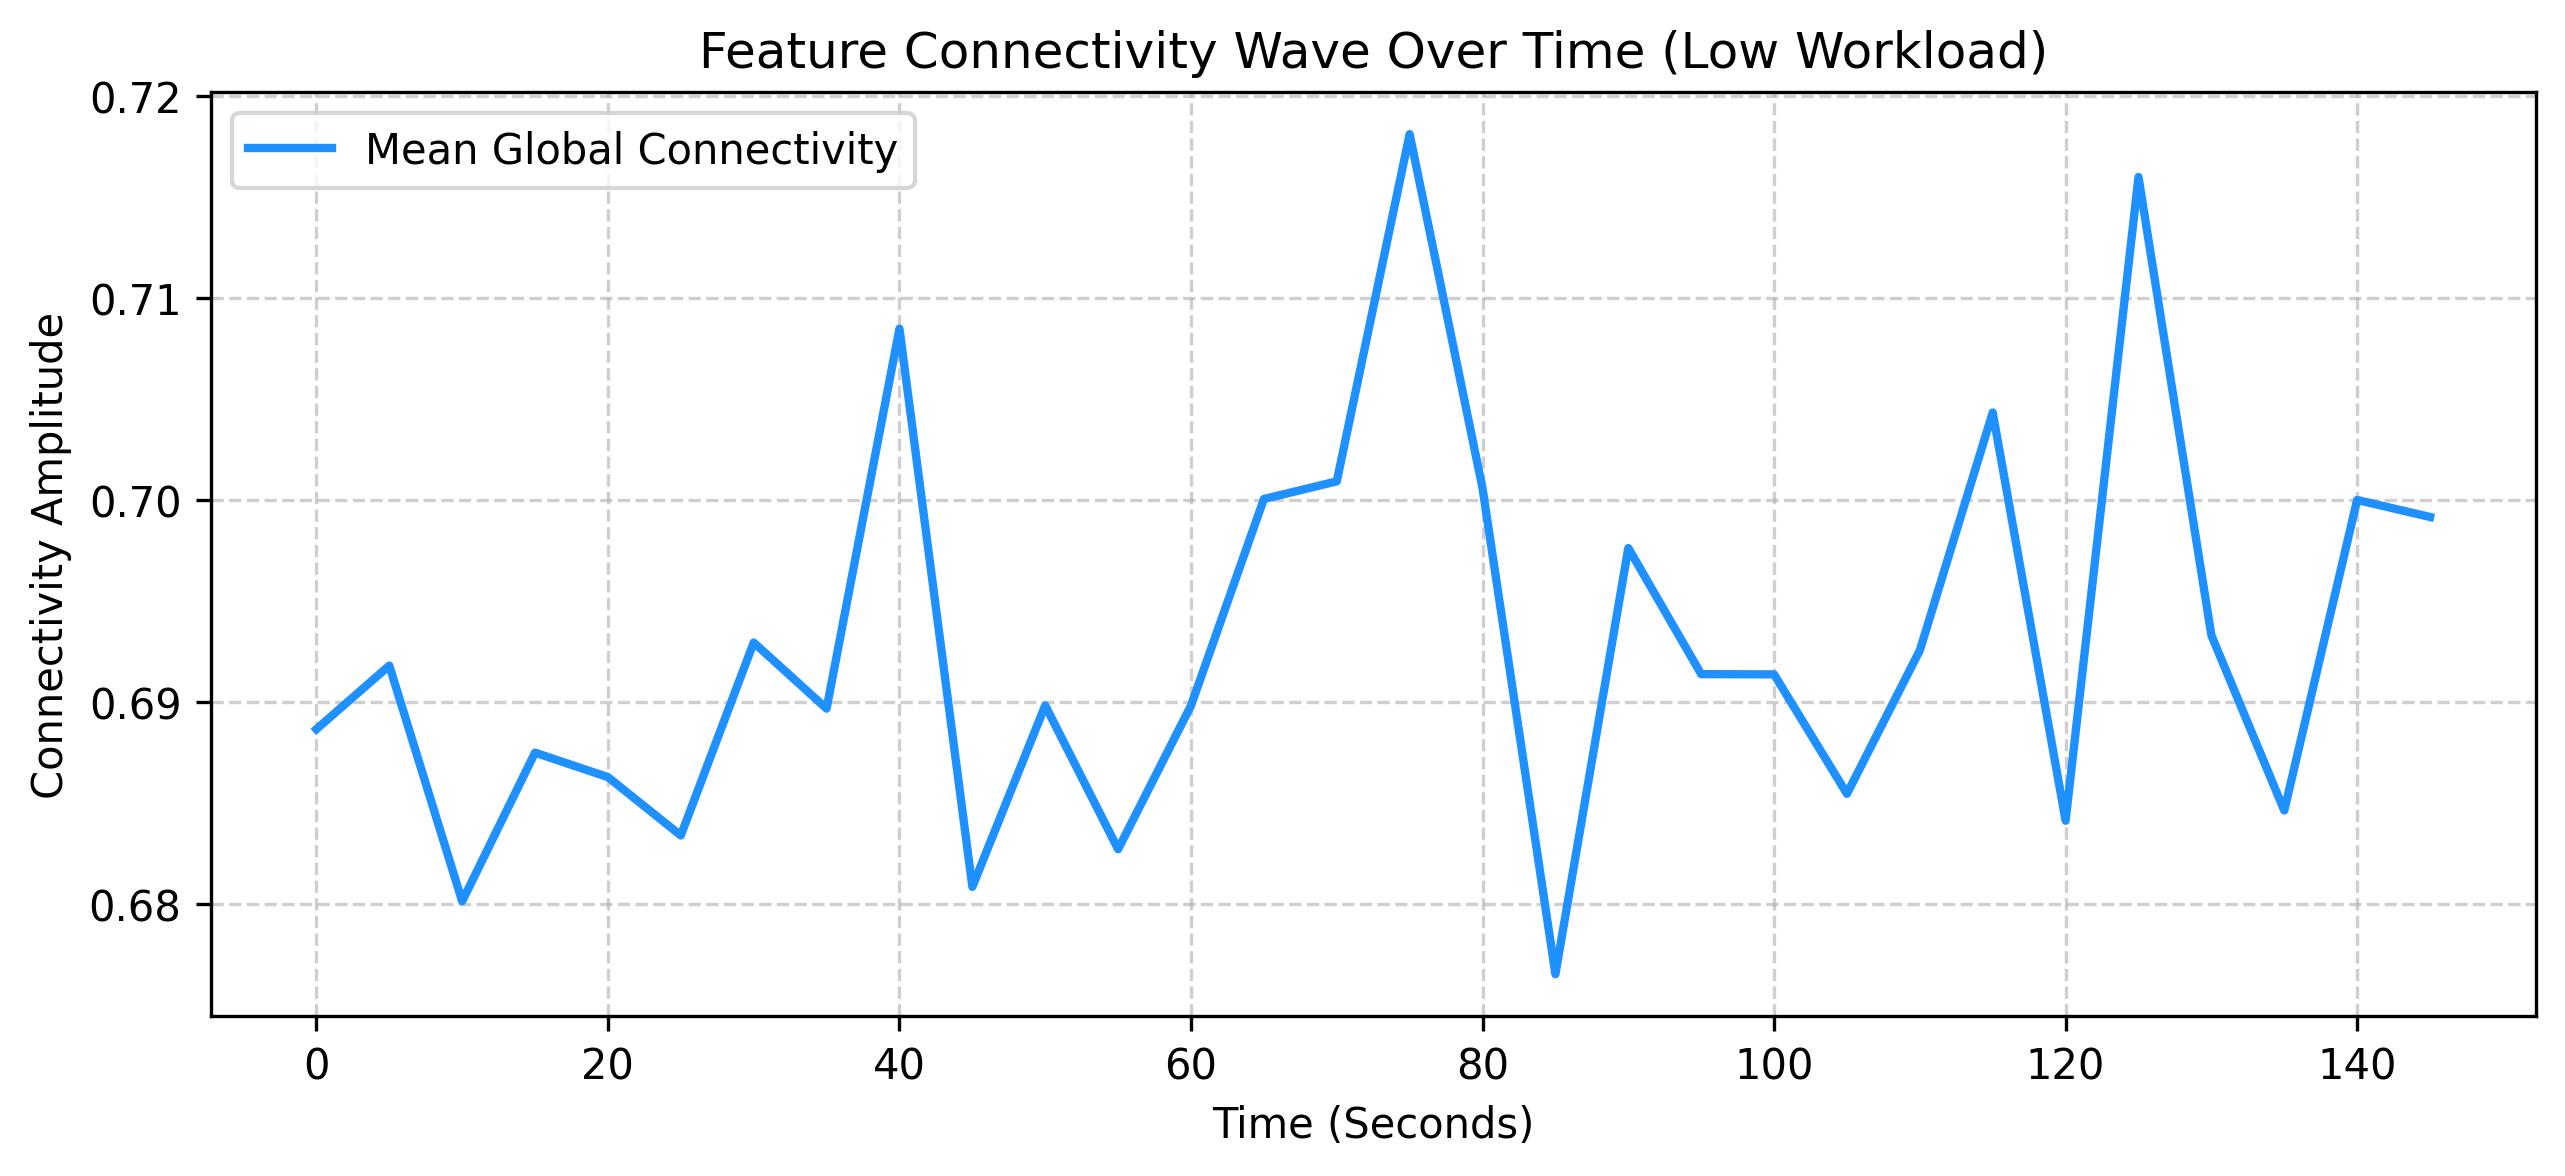 Feature Connectivity Wave Over Time (Low Workload)
Mean Global Connectivity
Connectivity Amplitude
0.72
0.71
0.70
0.69
0.68
0 20 40 60 80 100 120 140
Time (Seconds)